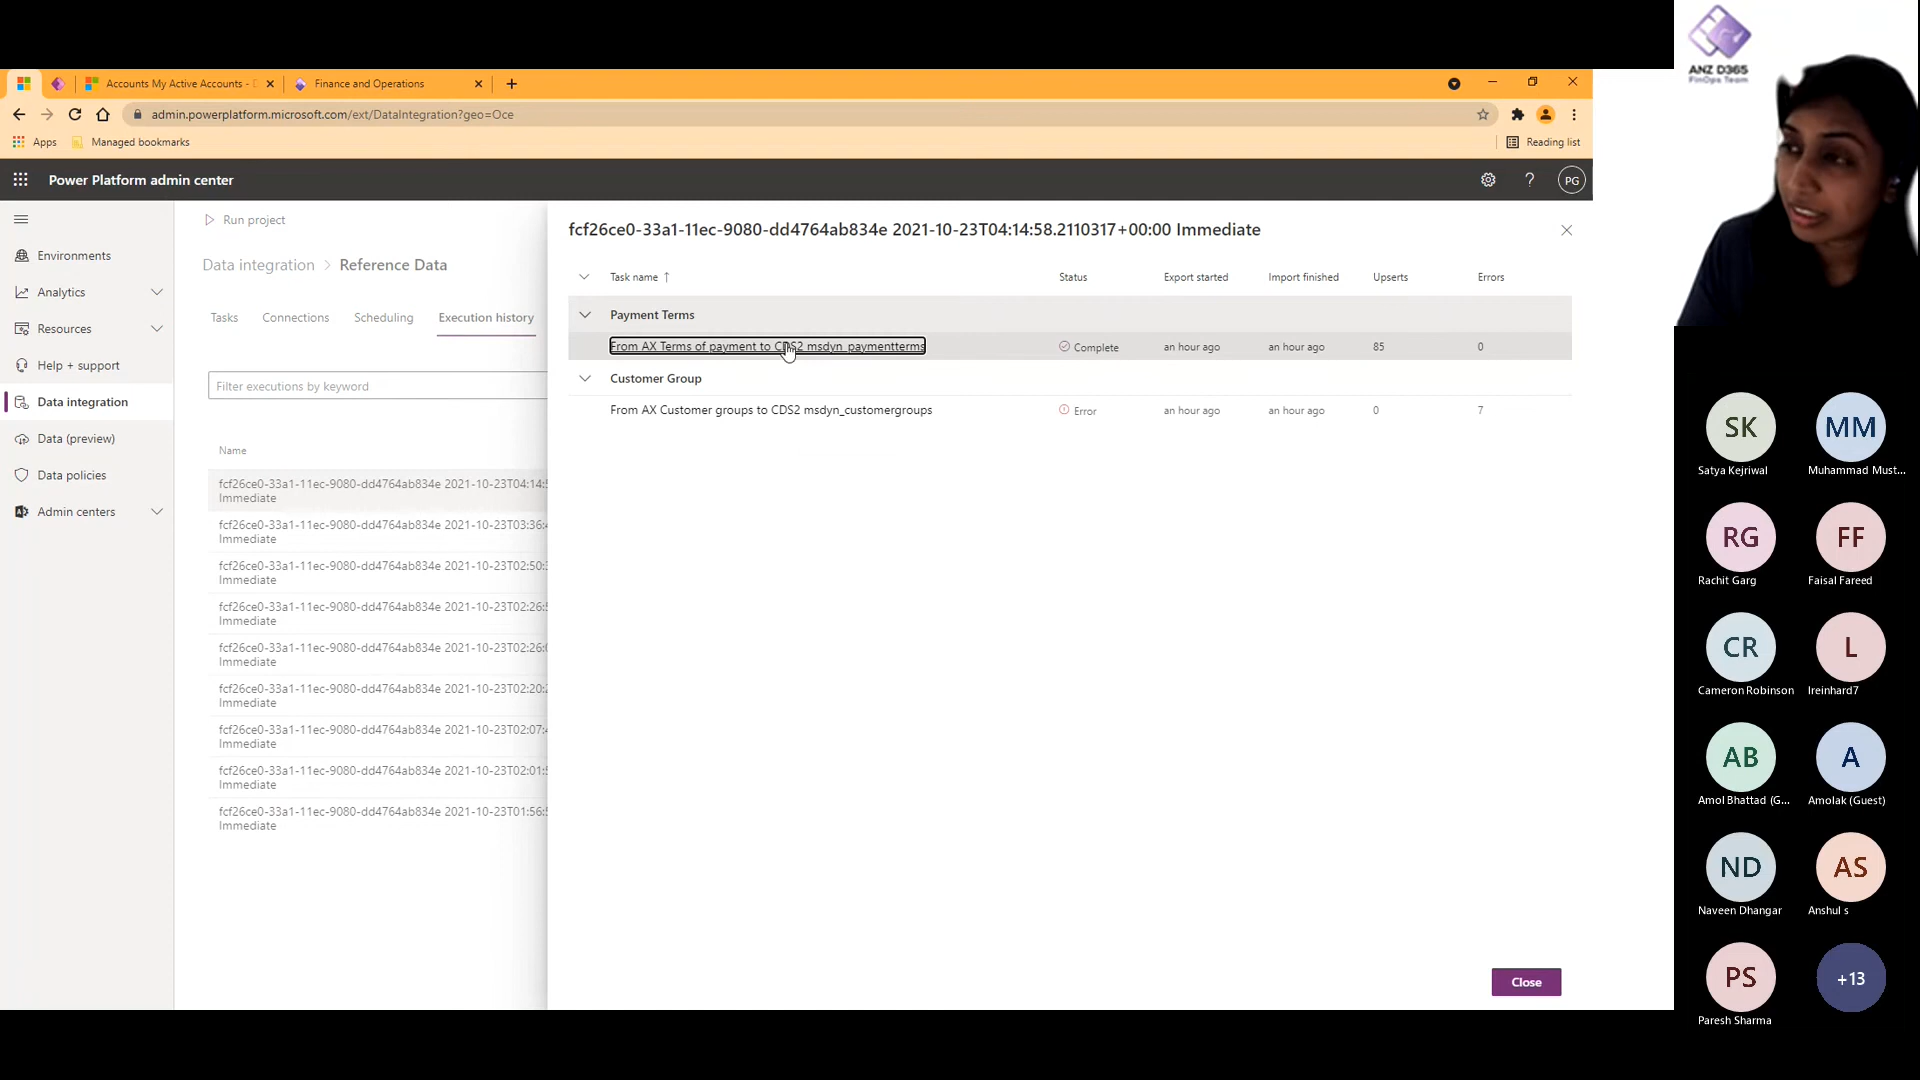 Accounts My Active Accounts -
Finance and Operations
admin.powerplatform.microsoft.com/ext/DataIntegration?geo=Oce
Apps
Managed bookmarks
Reading list
Power Platform admin center
PG
Environments
Analytics
Resources
Help + support
Data integration
Data (preview)
Data policies
Admin centers
Run project
Data integration > Reference Data
Tasks
Connections
Scheduling
Execution history
Filter executions by keyword
Name
fcf26ce0-33a1-11ec-9080-dd4764ab834e 2021-10-23T04:14:5
Immediate
fcf26ce0-33a1-11ec-9080-dd4764ab834e 2021-10-23T03:36:4
Immediate
fcf26ce0-33a1-11ec-9080-dd4764ab834e 2021-10-23T02:50:3
Immediate
fcf26ce0-33a1-11ec-9080-dd4764ab834e 2021-10-23T02:26:5
Immediate
fcf26ce0-33a1-11ec-9080-dd4764ab834e 2021-10-23T02:26:0
Immediate
fcf26ce0-33a1-11ec-9080-dd4764ab834e 2021-10-23T02:20:2
Immediate
fcf26ce0-33a1-11ec-9080-dd4764ab834e 2021-10-23T02:07:4
Immediate
fcf26ce0-33a1-11ec-9080-dd4764ab834e 2021-10-23T02:01:5
Immediate
fcf26ce0-33a1-11ec-9080-dd4764ab834e 2021-10-23T01:56:5
Immediate
fcf26ce0-33a1-11ec-9080-dd4764ab834e 2021-10-23T04:14:58.2110317+00:00 Immediate
Task name ↑ Status Export started Import finished Upserts Errors
Payment Terms
From AX Terms of payment to CDS2 msdyn_paymentterms Complete an hour ago an hour ago 85 0
Customer Group
From AX Customer groups to CDS2 msdyn_customergroups Error an hour ago an hour ago 0 7
Close
ANZ D365
FinOps Team
SK
Satya Kejriwal
MM
Muhammad Must...
RG
Rachit Garg
FF
Faisal Fareed
CR
Cameron Robinson
L
lreinhard7
AB
Amol Bhattad (G...
A
Amolak (Guest)
ND
Naveen Dhangar
AS
Anshul s
PS
Paresh Sharma
+13